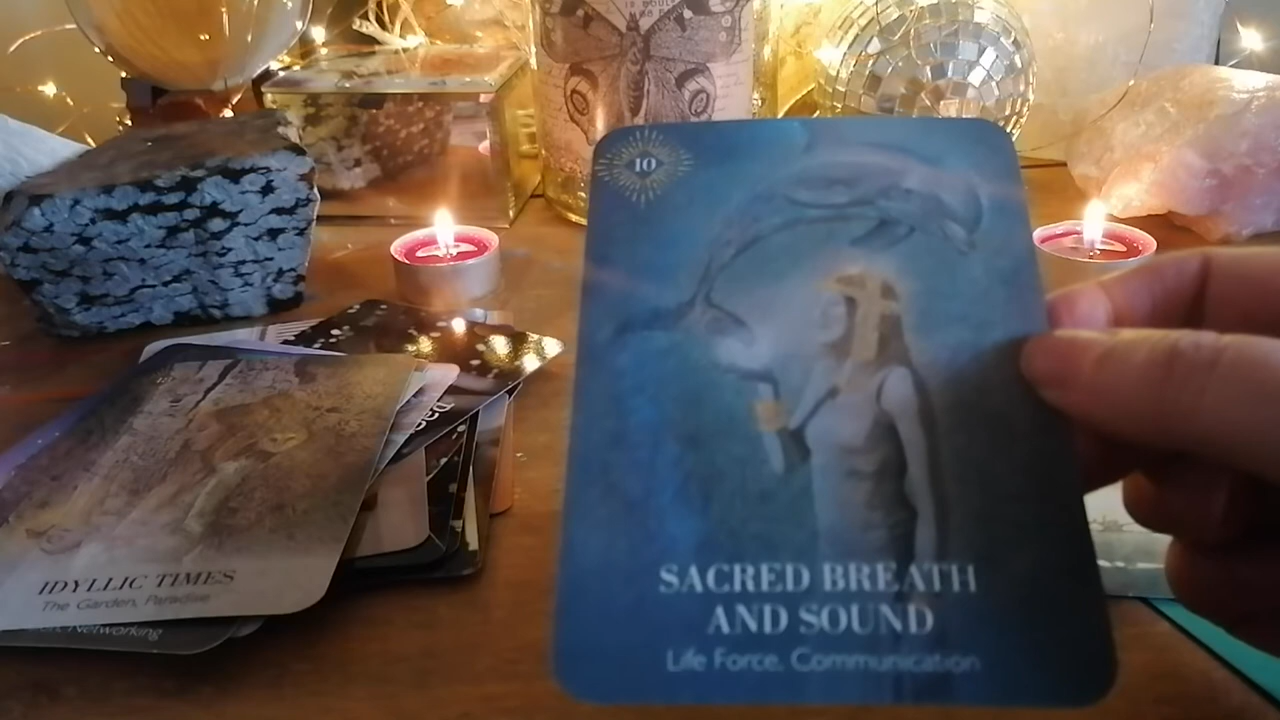 10
SACRED BREATH
AND SOUND
Life Force. Communication
IDYLLIC TIMES
The Garden, Paradise
Networking